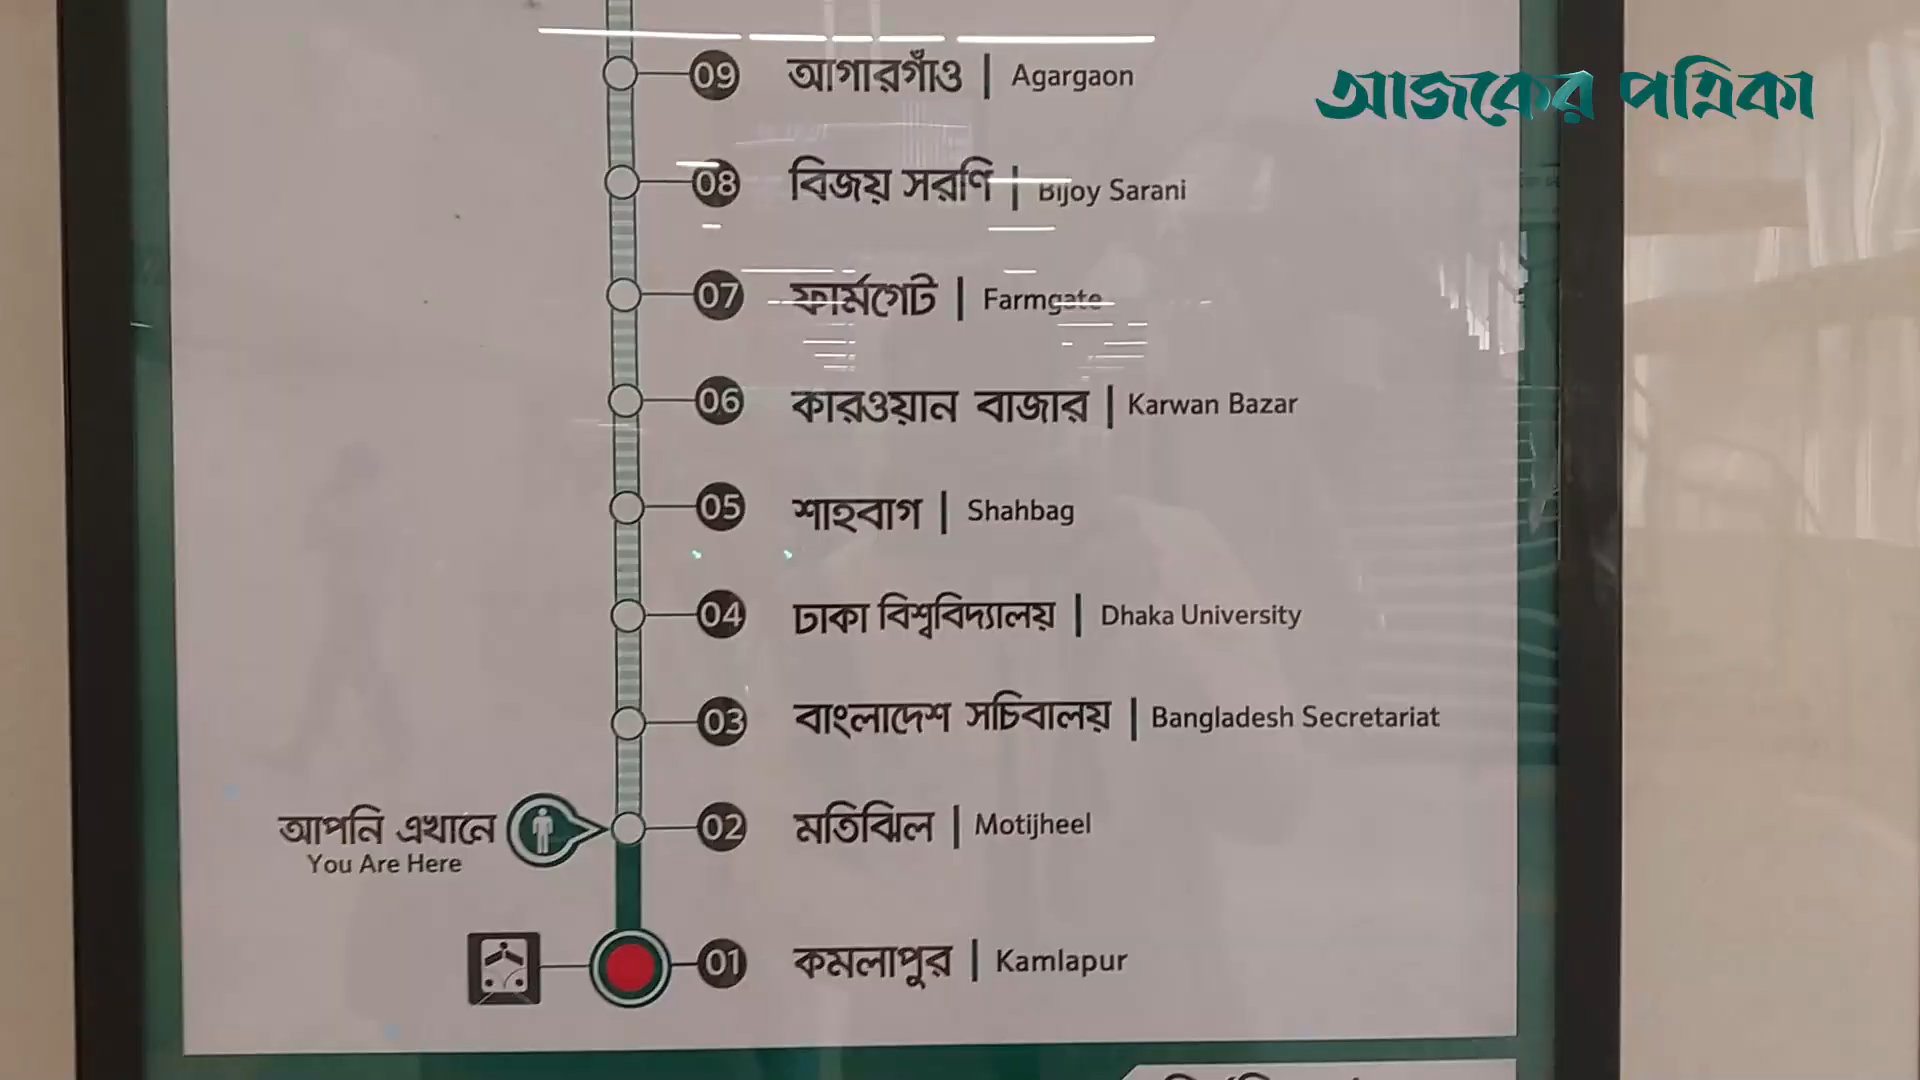 আজকের পত্রিকা
09 আগারগাঁও | Agargaon
08 বিজয় সরণি | Bijoy Sarani
07 ফার্মগেট | Farmgate
06 কারওয়ান বাজার | Karwan Bazar
05 শাহবাগ | Shahbag
04 ঢাকা বিশ্ববিদ্যালয় | Dhaka University
03 বাংলাদেশ সচিবালয় | Bangladesh Secretariat
আপনি এখানে
You Are Here
02 মতিঝিল | Motijheel
01 কমলাপুর | Kamlapur